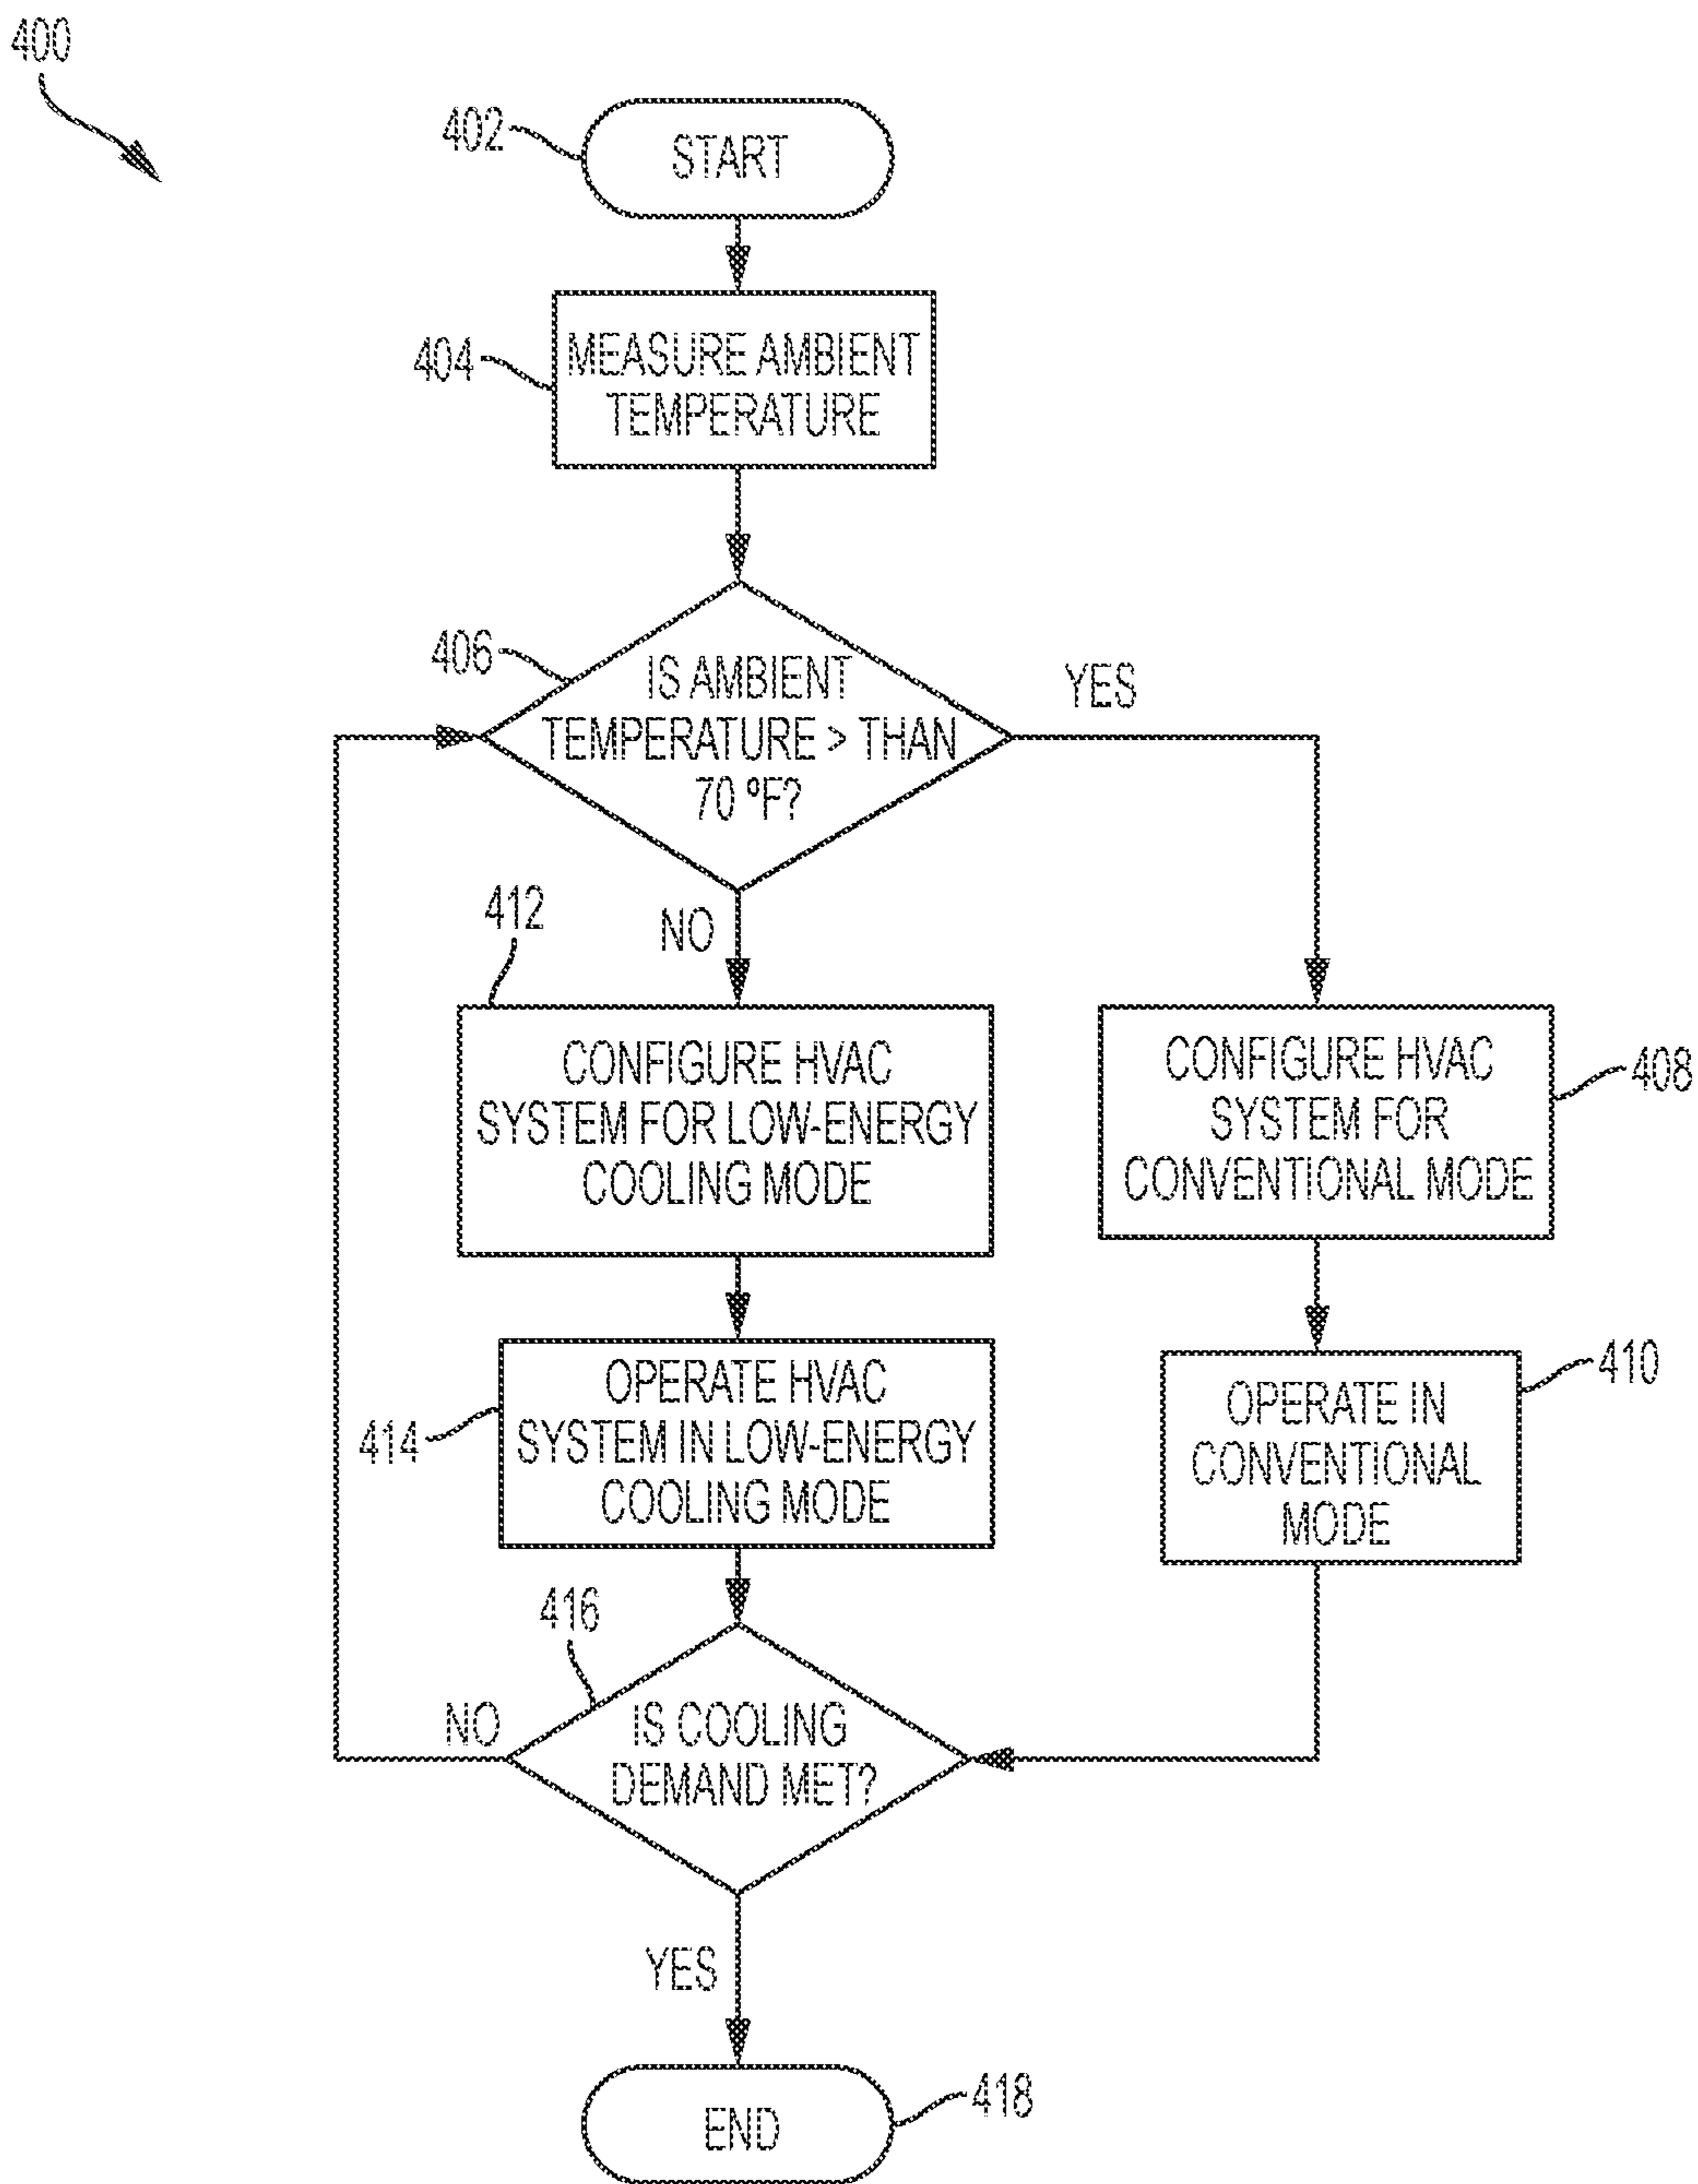 400
402
START
404
MEASURE AMBIENT
TEMPERATURE
406
IS AMBIENT
TEMPERATURE > THAN
70 ºF?
YES
NO
412
CONFIGURE HVAC
SYSTEM FOR LOW-ENERGY
COOLING MODE
CONFIGURE HVAC
SYSTEM FOR
CONVENTIONAL MODE
408
414
OPERATE HVAC
SYSTEM IN LOW-ENERGY
COOLING MODE
OPERATE IN
CONVENTIONAL
MODE
410
416
NO
IS COOLING
DEMAND MET?
YES
END
418